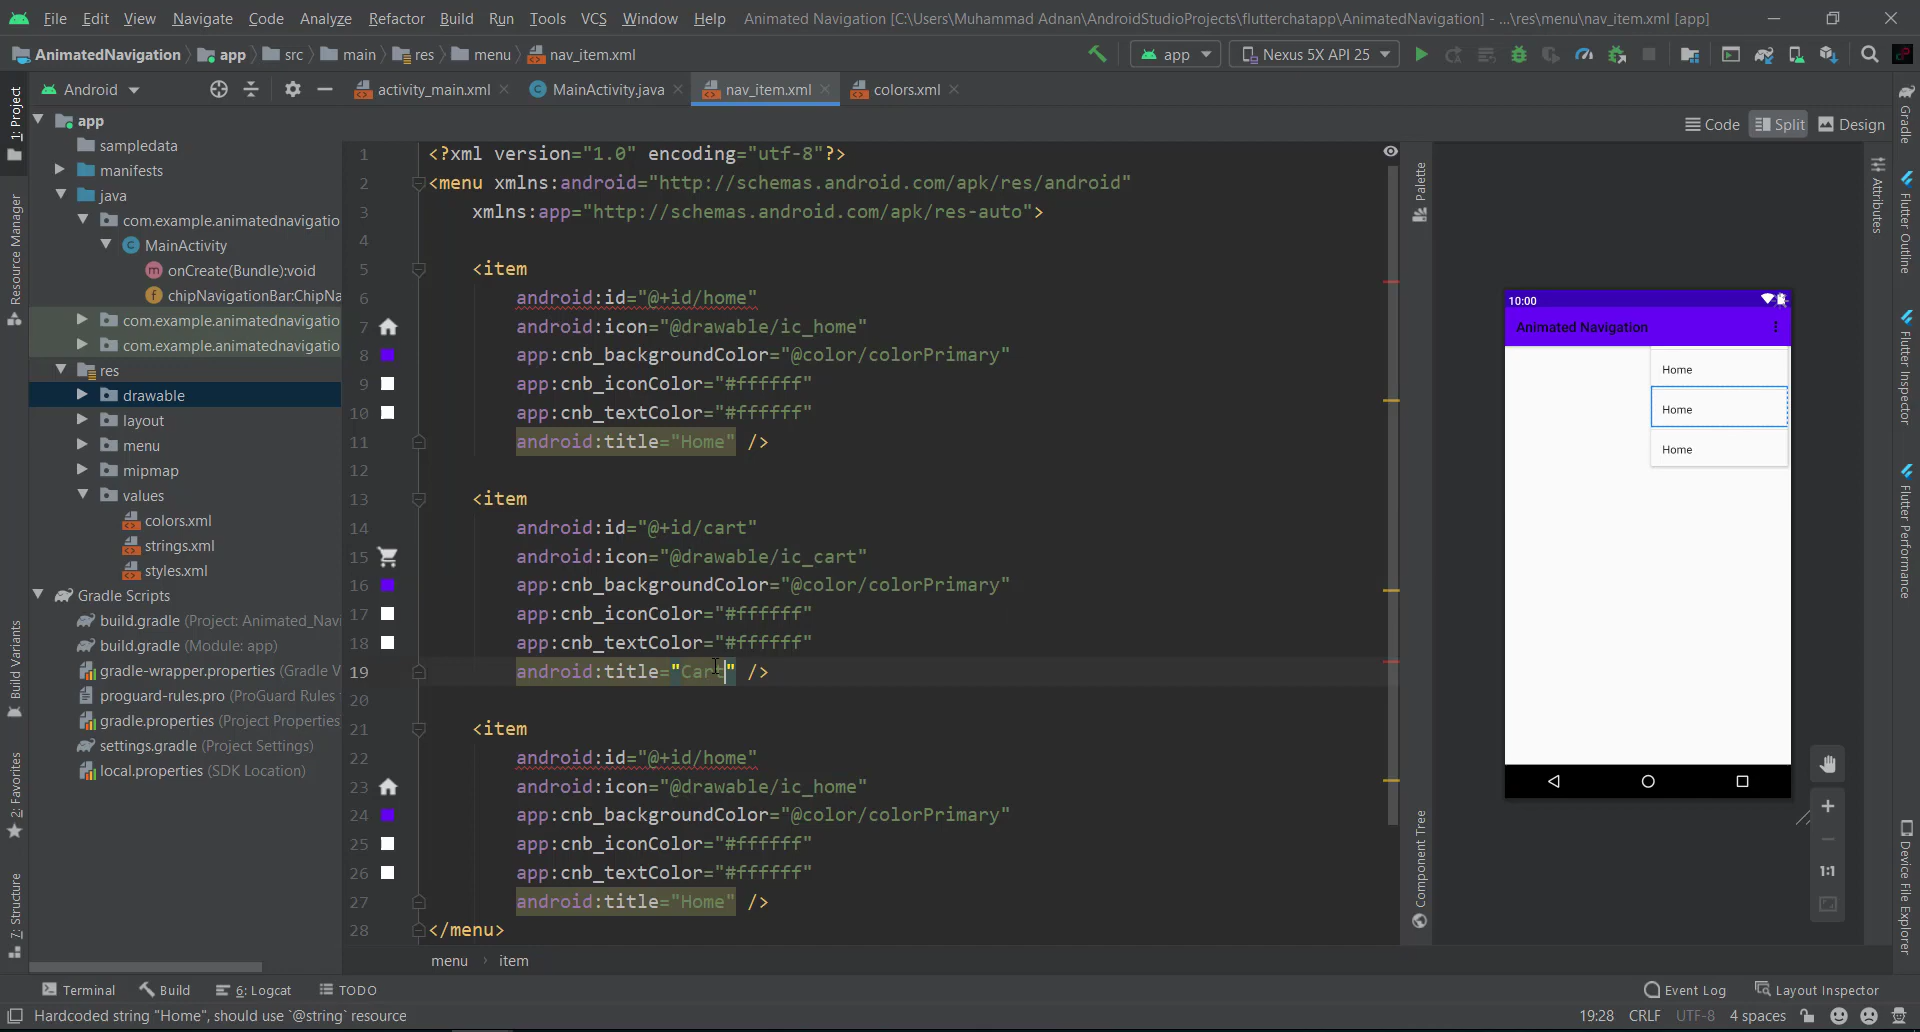 File Edit View Navigate Code Analyze Refactor Build Run Tools VCS Window Help Animated Navigation [C:\Users\Muhammad Adnan\AndroidStudioProjects\flutterchatapp\AnimatedNavigation] - ...\res\menu\nav_item.xml [app]
AnimatedNavigation app src main res menu nav_item.xml app Nexus 5X API 25
Android activity_main.xml MainActivity.java nav_item.xml colors.xml
Code Split Design
1: Project
Resource Manager
Build Variants
2: Favorites
7: Structure
app
sampledata
manifests
java
com.example.animatednavigatio
MainActivity
onCreate(Bundle):void
chipNavigationBar:ChipNa
com.example.animatednavigatio
com.example.animatednavigatio
res
drawable
layout
menu
mipmap
values
colors.xml
strings.xml
styles.xml
Gradle Scripts
build.gradle (Project: Animated_Navi
build.gradle (Module: app)
gradle-wrapper.properties (Gradle V
proguard-rules.pro (ProGuard Rules
gradle.properties (Project Properties
settings.gradle (Project Settings)
local.properties (SDK Location)
1 <?xml version="1.0" encoding="utf-8"?>
2 <menu xmlns:android="http://schemas.android.com/apk/res/android"
3 xmlns:app="http://schemas.android.com/apk/res-auto">
4
5 <item
6 android:id="@+id/home"
7 android:icon="@drawable/ic_home"
8 app:cnb_backgroundColor="@color/colorPrimary"
9 app:cnb_iconColor="#ffffff"
10 app:cnb_textColor="#ffffff"
11 android:title="Home" />
12
13 <item
14 android:id="@+id/cart"
15 android:icon="@drawable/ic_cart"
16 app:cnb_backgroundColor="@color/colorPrimary"
17 app:cnb_iconColor="#ffffff"
18 app:cnb_textColor="#ffffff"
19 android:title="Cart" />
20
21 <item
22 android:id="@+id/home"
23 android:icon="@drawable/ic_home"
24 app:cnb_backgroundColor="@color/colorPrimary"
25 app:cnb_iconColor="#ffffff"
26 app:cnb_textColor="#ffffff"
27 android:title="Home" />
28 </menu>
menu item
Palette
Component Tree
10:00
Animated Navigation
Home
Home
Home
1:1
Attributes
Gradle
Flutter Outline
Flutter Inspector
Flutter Performance
Device File Explorer
Terminal Build 6: Logcat TODO Event Log Layout Inspector
Hardcoded string "Home", should use `@string` resource 19:28 CRLF UTF-8 4 spaces